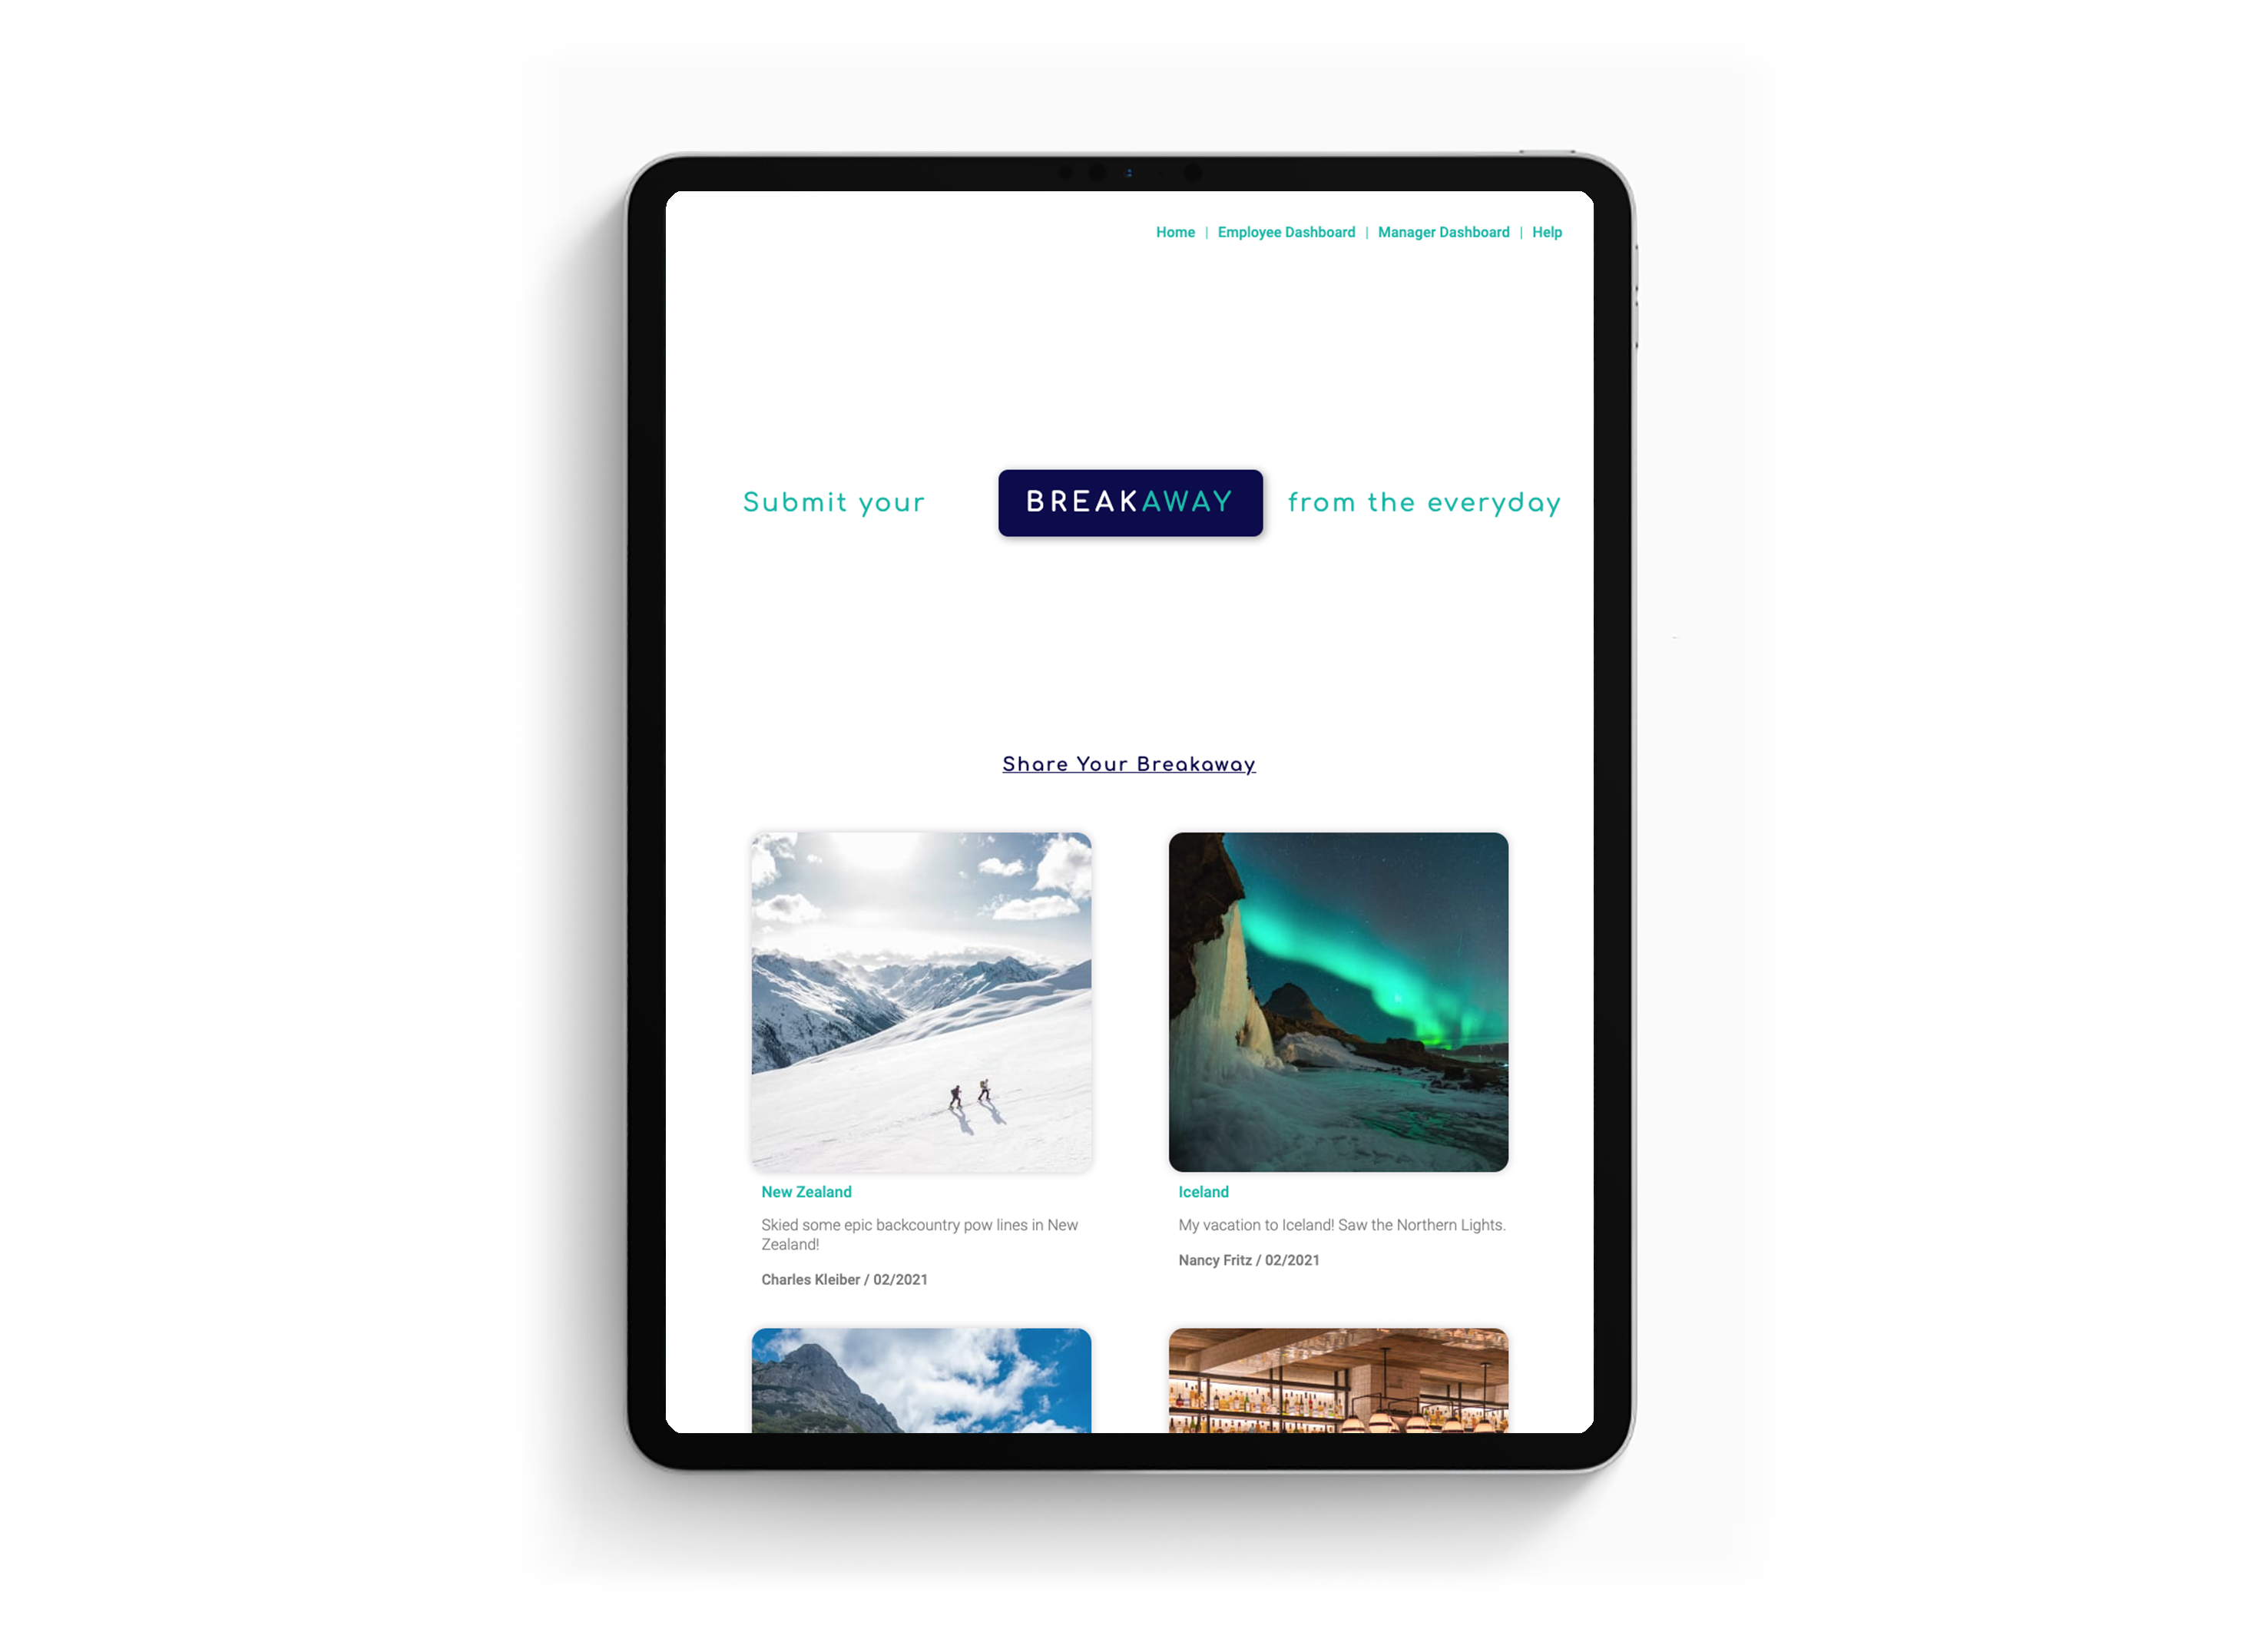 Home | Employee Dashboard | Manager Dashboard | Help
Submit your BREAKAWAY from the everyday
Share Your Breakaway
New Zealand
Skied some epic backcountry pow lines in New
Zealand!
Charles Kleiber / 02/2021
Iceland
My vacation to Iceland! Saw the Northern Lights.
Nancy Fritz / 02/2021